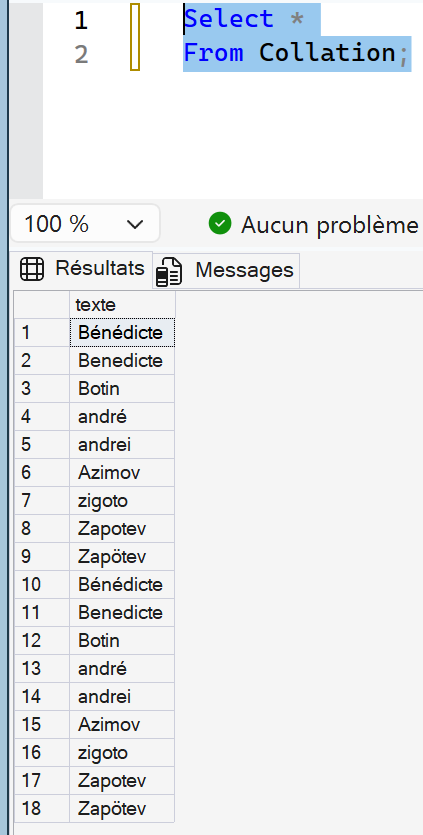 1 Select *
2 From Collation;
100 % Aucun problème
Résultats Messages
texte
1 Bénédicte
2 Benedicte
3 Botin
4 andré
5 andrei
6 Azimov
7 zigoto
8 Zapotev
9 Zapötev
10 Bénédicte
11 Benedicte
12 Botin
13 andré
14 andrei
15 Azimov
16 zigoto
17 Zapotev
18 Zapötev